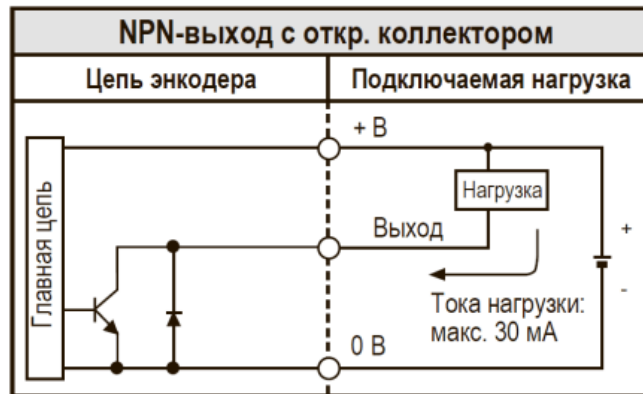 NPN-выход с откр. коллектором
Цепь энкодера
Подключаемая нагрузка
+ В
Нагрузка
Главная цепь
Выход
+
-
Тока нагрузки:
макс. 30 мА
0 В